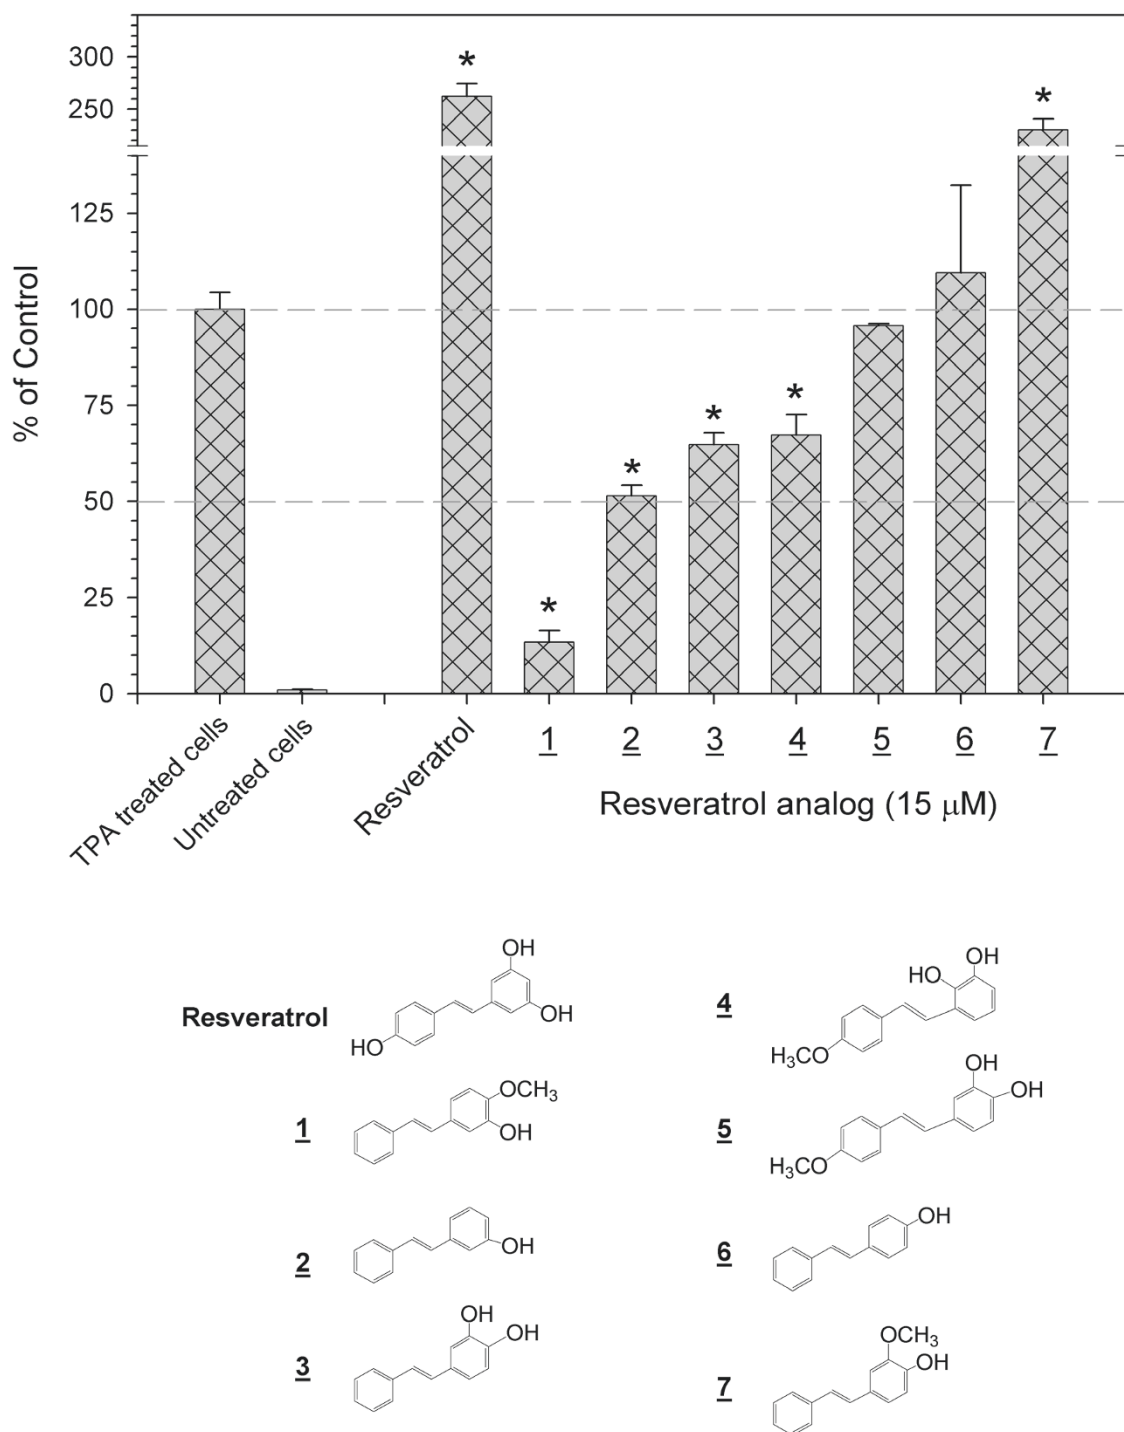 % of Control
300
250
125
100
75
50
25
0
*
*
*
*
*
*
TPA treated cells
Untreated cells
Resveratrol
1
2
3
4
5
6
7
Resveratrol analog (15 μM)
Resveratrol
OH
OH
HO
1
OCH3
OH
2
OH
3
OH
OH
4
OH
HO
H3CO
5
OH
OH
H3CO
6
OH
7
OCH3
OH